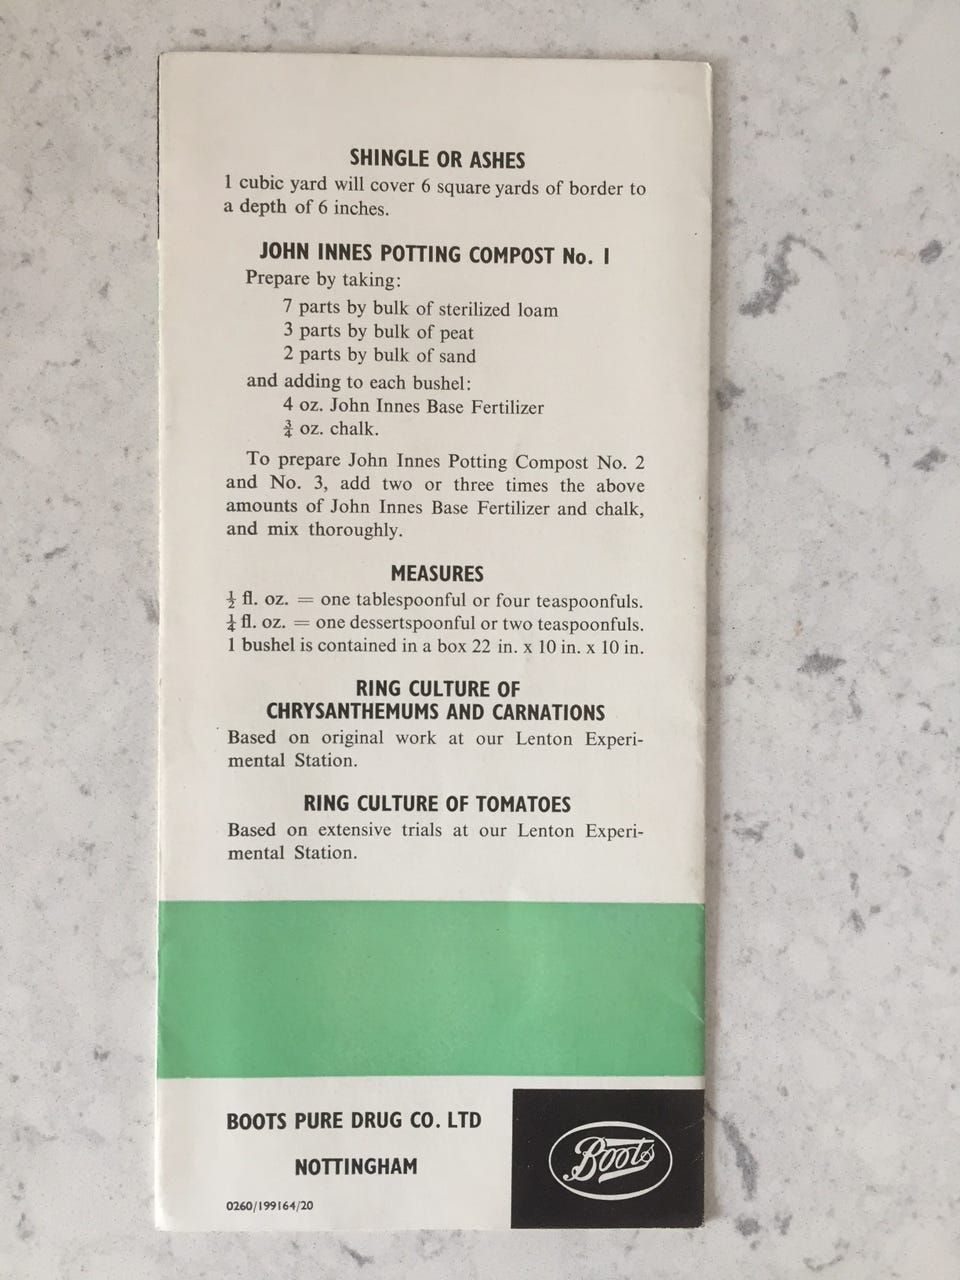 SHINGLE OR ASHES
1 cubic yard will cover 6 square yards of border to
a depth of 6 inches.
JOHN INNES POTTING COMPOST No. 1
Prepare by taking:
7 parts by bulk of sterilized loam
3 parts by bulk of peat
2 parts by bulk of sand
and adding to each bushel:
4 oz. John Innes Base Fertilizer
¾ oz. chalk.
To prepare John Innes Potting Compost No. 2
and No. 3, add two or three times the above
amounts of John Innes Base Fertilizer and chalk,
and mix thoroughly.
MEASURES
½ fl. oz. = one tablespoonful or four teaspoonfuls.
¼ fl. oz. = one dessertspoonful or two teaspoonfuls.
1 bushel is contained in a box 22 in. x 10 in. x 10 in.
RING CULTURE OF
CHRYSANTHEMUMS AND CARNATIONS
Based on original work at our Lenton Experi-
mental Station.
RING CULTURE OF TOMATOES
Based on extensive trials at our Lenton Experi-
mental Station.
BOOTS PURE DRUG CO. LTD
NOTTINGHAM
Boots
0260/199164/20